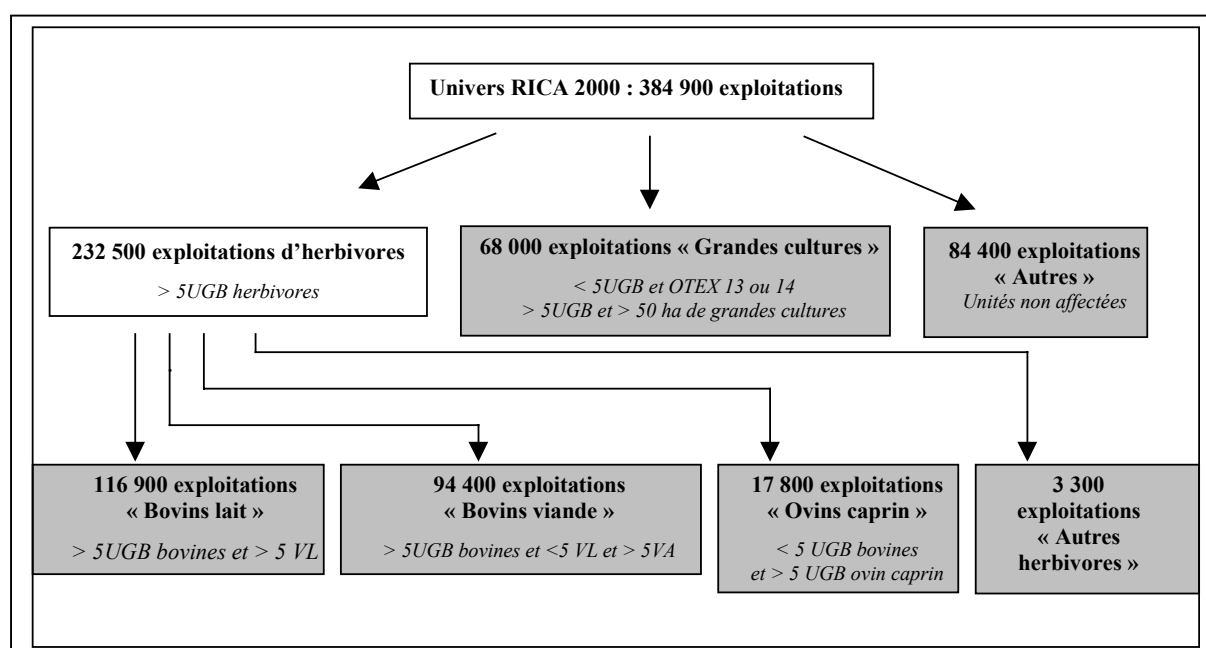 Univers RICA 2000 : 384 900 exploitations
232 500 exploitations d’herbivores
> 5UGB herbivores
68 000 exploitations « Grandes cultures »
< 5UGB et OTEX 13 ou 14
> 5UGB et > 50 ha de grandes cultures
84 400 exploitations
« Autres »
Unités non affectées
116 900 exploitations
« Bovins lait »
> 5UGB bovines et > 5 VL
94 400 exploitations
« Bovins viande »
> 5UGB bovines et <5 VL et > 5VA
17 800 exploitations
« Ovins caprin »
< 5 UGB bovines
et > 5 UGB ovin caprin
3 300
exploitations
« Autres
herbivores »